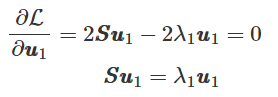 ∂ℒ/∂𝒖₁ = 2𝑺𝒖₁ − 2λ₁𝒖₁ = 0
𝑺𝒖₁ = λ₁𝒖₁